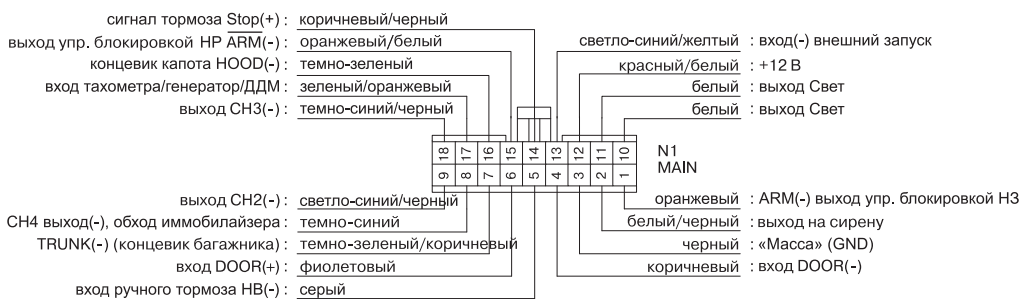 сигнал тормоза Stop(+) : коричневый/черный
выход упр. блокировкой НР ARM(-) : оранжевый/белый
концевик капота HOOD(-) : темно-зеленый
вход тахометра/генератор/ДДМ : зеленый/оранжевый
выход CH3(-) : темно-синий/черный
светло-синий/желтый : вход(-) внешний запуск
красный/белый : +12 В
белый : выход Свет
белый : выход Свет
18 17 16 15 14 13 12 11 10
9 8 7 6 5 4 3 2 1
N1
MAIN
выход CH2(-) : светло-синий/черный
CH4 выход(-), обход иммобилайзера : темно-синий
TRUNK(-) (концевик багажника) : темно-зеленый/коричневый
вход DOOR(+) : фиолетовый
вход ручного тормоза HB(-) : серый
оранжевый : ARM(-) выход упр. блокировкой НЗ
белый/черный : выход на сирену
черный : «Масса» (GND)
коричневый : вход DOOR(-)